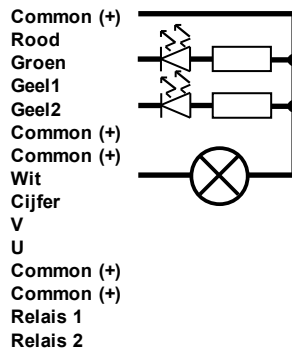 Common (+)
Rood
Groen
Geel1
Geel2
Common (+)
Common (+)
Wit
Cijfer
V
U
Common (+)
Common (+)
Relais 1
Relais 2